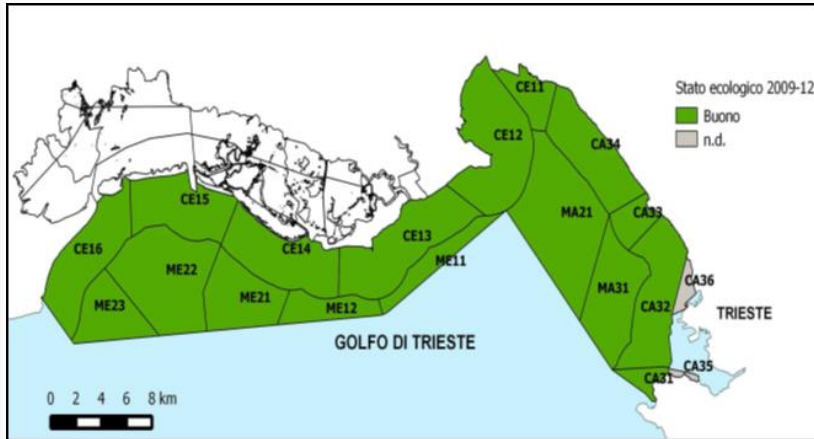 Stato ecologico 2009-12
Buono
n.d.
CE11
CE12
CA34
CE15
CA33
MA21
CE13
CE14
CE16
ME11
ME22
CA36
MA31
ME21
ME23
ME12
CA32
TRIESTE
GOLFO DI TRIESTE
CA35
CA31
0 2 4 6 8 km